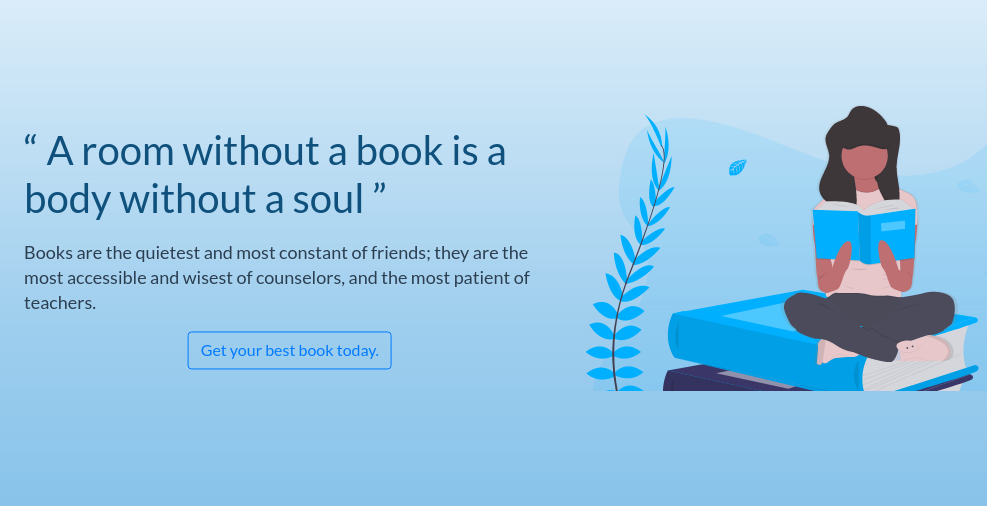 “ A room without a book is a
body without a soul ”
Books are the quietest and most constant of friends; they are the
most accessible and wisest of counselors, and the most patient of
teachers.
Get your best book today.